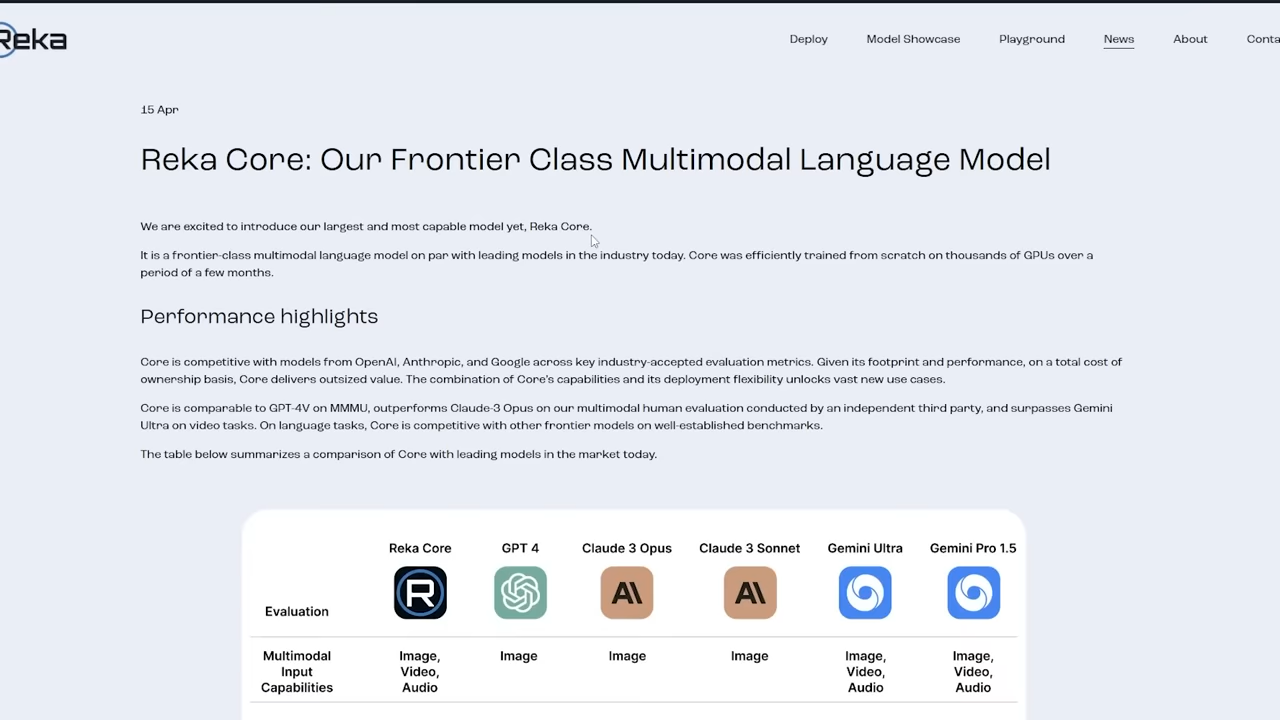 Reka
Deploy
Model Showcase
Playground
News
About
Conta
15 Apr
Reka Core: Our Frontier Class Multimodal Language Model
We are excited to introduce our largest and most capable model yet, Reka Core.
It is a frontier-class multimodal language model on par with leading models in the industry today. Core was efficiently trained from scratch on thousands of GPUs over a
period of a few months.
Performance highlights
Core is competitive with models from OpenAI, Anthropic, and Google across key industry-accepted evaluation metrics. Given its footprint and performance, on a total cost of
ownership basis, Core delivers outsized value. The combination of Core's capabilities and its deployment flexibility unlocks vast new use cases.
Core is comparable to GPT-4V on MMMU, outperforms Claude-3 Opus on our multimodal human evaluation conducted by an independent third party, and surpasses Gemini
Ultra on video tasks. On language tasks, Core is competitive with other frontier models on well-established benchmarks.
The table below summarizes a comparison of Core with leading models in the market today.
Reka Core
GPT 4
Claude 3 Opus
Claude 3 Sonnet
Gemini Ultra
Gemini Pro 1.5
Evaluation
Multimodal
Input
Capabilities
Image,
Video,
Audio
Image
Image
Image
Image,
Video,
Audio
Image,
Video,
Audio